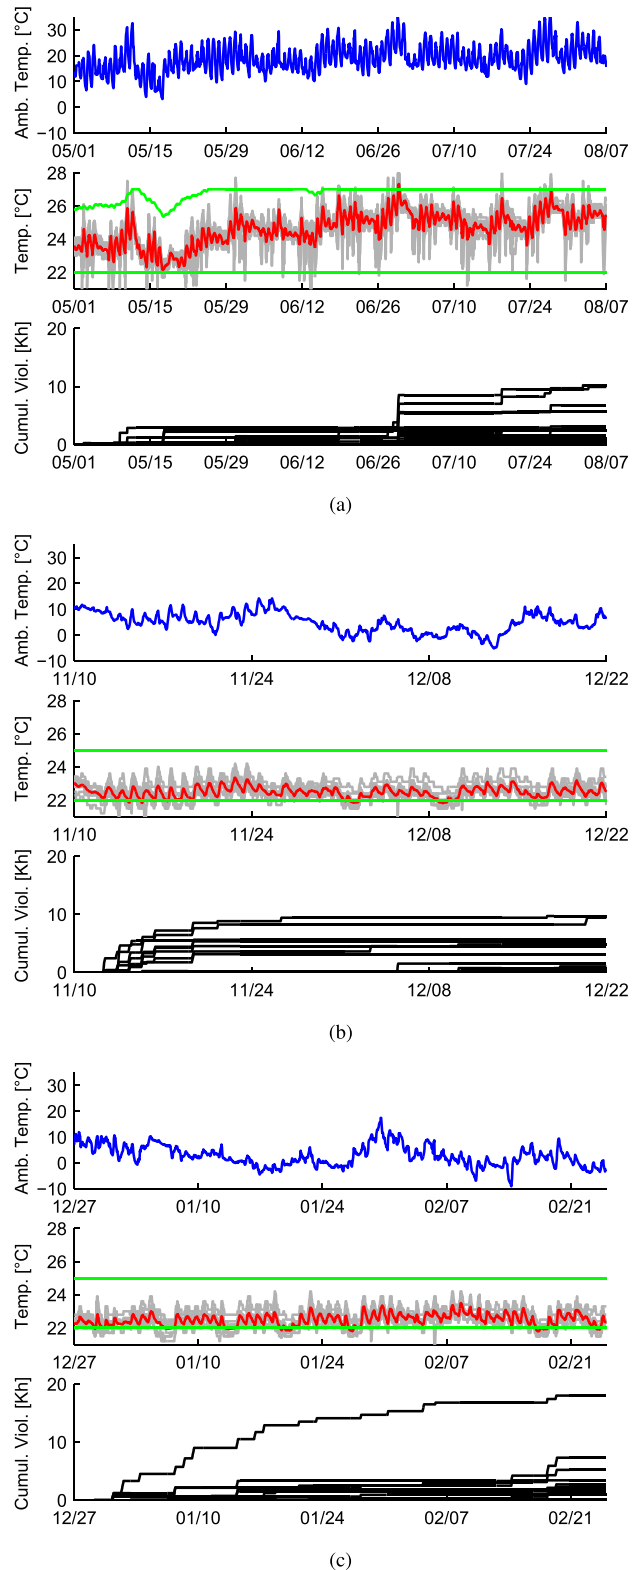 Amb. Temp. [°C]
30
20
10
0
−10
05/01 05/15 05/29 06/12 06/26 07/10 07/24 08/07
Temp. [°C]
28
26
24
22
05/01 05/15 05/29 06/12 06/26 07/10 07/24 08/07
Cumul. Viol. [Kh]
20
10
0
05/01 05/15 05/29 06/12 06/26 07/10 07/24 08/07
(a)
Amb. Temp. [°C]
30
20
10
0
−10
11/10 11/24 12/08 12/22
Temp. [°C]
28
26
24
22
11/10 11/24 12/08 12/22
Cumul. Viol. [Kh]
20
10
0
11/10 11/24 12/08 12/22
(b)
Amb. Temp. [°C]
30
20
10
0
−10
12/27 01/10 01/24 02/07 02/21
Temp. [°C]
28
26
24
22
12/27 01/10 01/24 02/07 02/21
Cumul. Viol. [Kh]
20
10
0
12/27 01/10 01/24 02/07 02/21
(c)